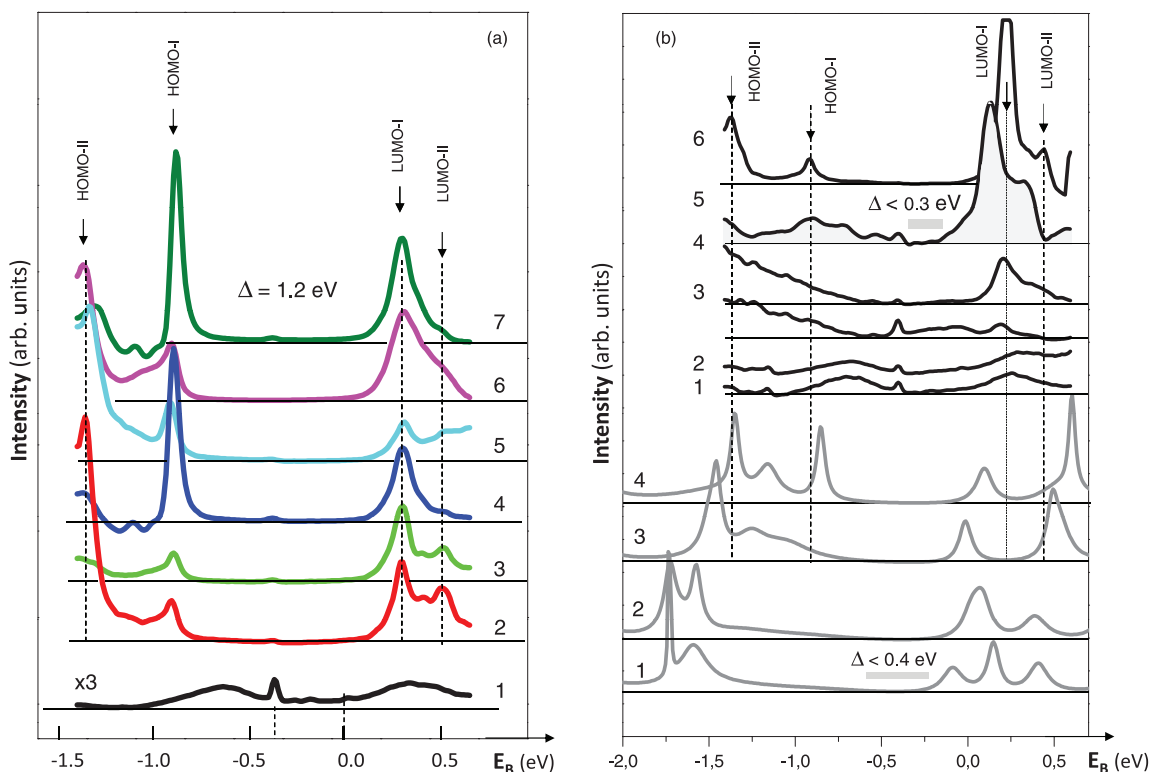 (a)
HOMO-II
HOMO-I
LUMO-I
LUMO-II
Δ = 1.2 eV
7
6
5
4
3
2
x3
1
Intensity (arb. units)
-1.5
-1.0
-0.5
0.0
0.5
E_B (eV)
(b)
HOMO-II
HOMO-I
LUMO-I
LUMO-II
6
5
Δ < 0.3 eV
4
3
2
1
4
3
2
1
Δ < 0.4 eV
Intensity (arb. units)
-2,0
-1,5
-1,0
-0,5
0,0
0,5
E_B (eV)